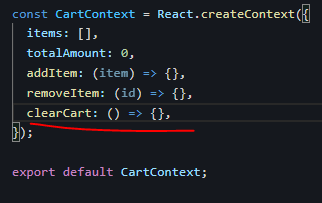 const CartContext = React.createContext({
  items: [],
  totalAmount: 0,
  addItem: (item) => {},
  removeItem: (id) => {},
  clearCart: () => {},
});

export default CartContext;